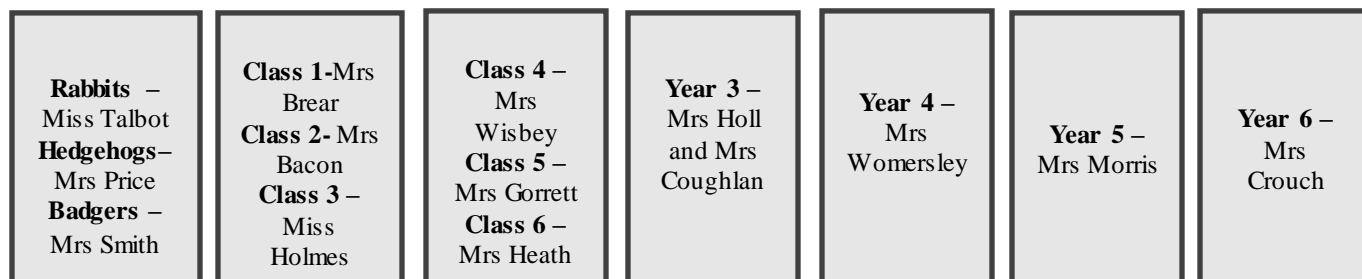 Rabbits –
Miss Talbot
Hedgehogs–
Mrs Price
Badgers –
Mrs Smith
Class 1-Mrs
Brear
Class 2- Mrs
Bacon
Class 3 –
Miss
Holmes
Class 4 –
Mrs
Wisbey
Class 5 –
Mrs Gorrett
Class 6 –
Mrs Heath
Year 3 –
Mrs Holl
and Mrs
Coughlan
Year 4 –
Mrs
Womersley
Year 5 –
Mrs Morris
Year 6 –
Mrs
Crouch